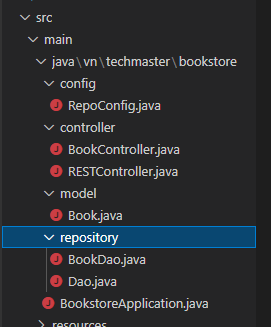 src
main
java\vn\techmaster\bookstore
config
RepoConfig.java
controller
BookController.java
RESTController.java
model
Book.java
repository
BookDao.java
Dao.java
BookstoreApplication.java
resources